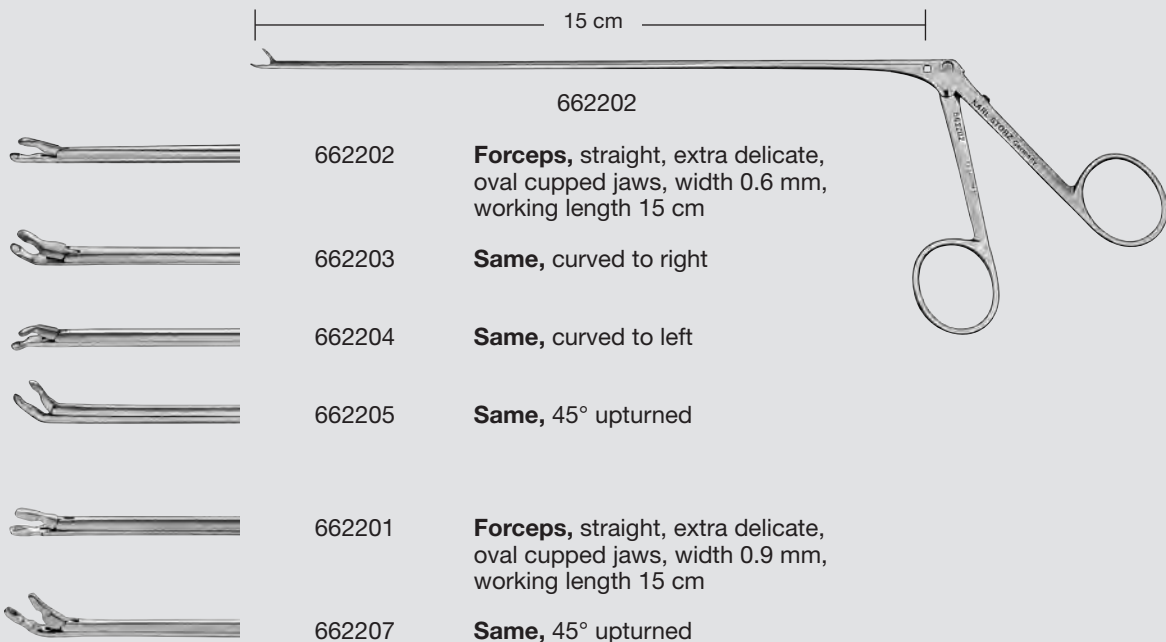 15 cm
662202
KARL STORZ Germany
662202
662202 Forceps, straight, extra delicate,
oval cupped jaws, width 0.6 mm,
working length 15 cm
662203 Same, curved to right
662204 Same, curved to left
662205 Same, 45° upturned
662201 Forceps, straight, extra delicate,
oval cupped jaws, width 0.9 mm,
working length 15 cm
662207 Same, 45° upturned